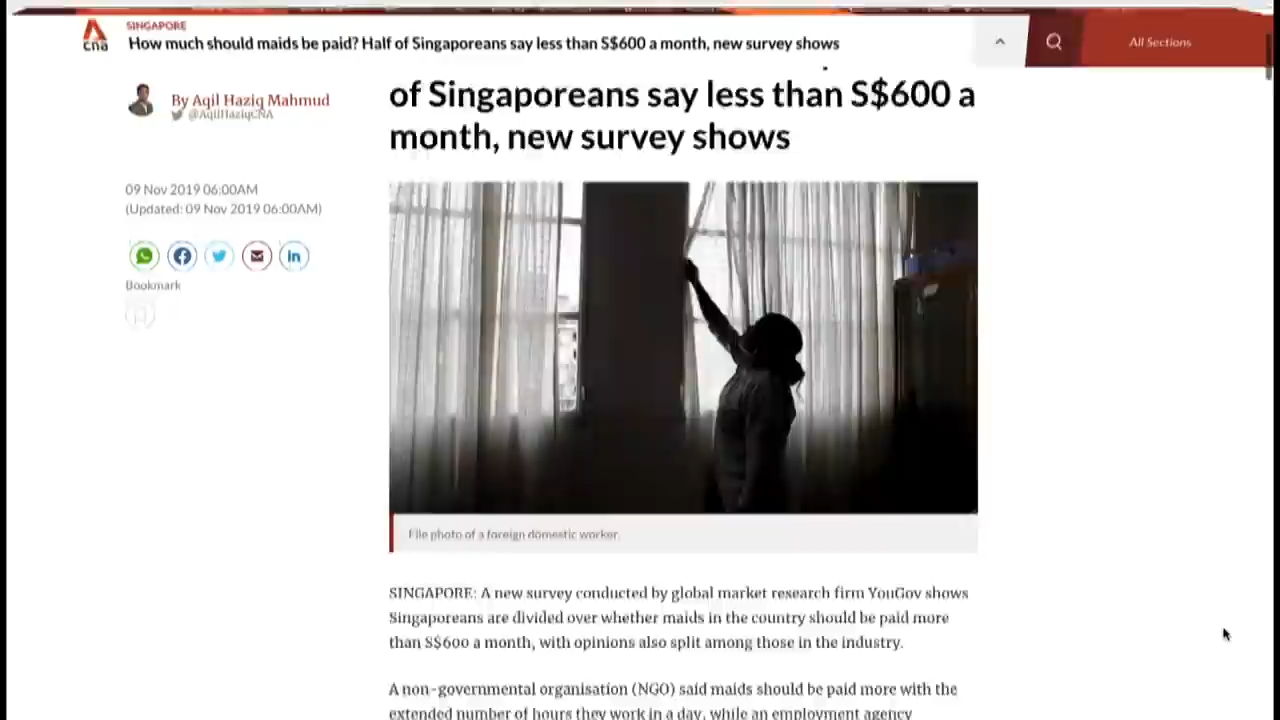 SINGAPORE
cna
How much should maids be paid? Half of Singaporeans say less than S$600 a month, new survey shows
All Sections
By Aqil Haziq Mahmud
@AqilHaziqCNA
of Singaporeans say less than S$600 a
month, new survey shows
09 Nov 2019 06:00AM
(Updated: 09 Nov 2019 06:00AM)
Bookmark
File photo of a foreign domestic worker.
SINGAPORE: A new survey conducted by global market research firm YouGov shows
Singaporeans are divided over whether maids in the country should be paid more
than S$600 a month, with opinions also split among those in the industry.
A non-governmental organisation (NGO) said maids should be paid more with the
extended number of hours they work in a day, while an employment agency